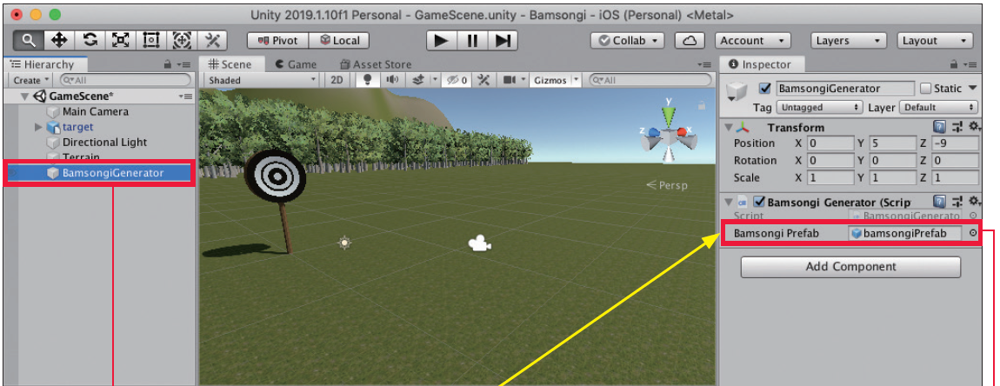 Unity 2019.1.10f1 Personal - GameScene.unity - Bamsongi - iOS (Personal) <Metal>
Pivot Local Collab Account Layers Layout
Hierarchy
Create All
GameScene*
Main Camera
target
Directional Light
Terrain
BamsongiGenerator
Scene Game Asset Store
Shaded 2D 0 Gizmos All
y
z x
Persp
Inspector
BamsongiGenerator Static
Tag Untagged Layer Default
Transform
Position X 0 Y 5 Z -9
Rotation X 0 Y 0 Z 0
Scale X 1 Y 1 Z 1
c# Bamsongi Generator (Scrip
Script BamsongiGenerato
Bamsongi Prefab bamsongiPrefab
Add Component